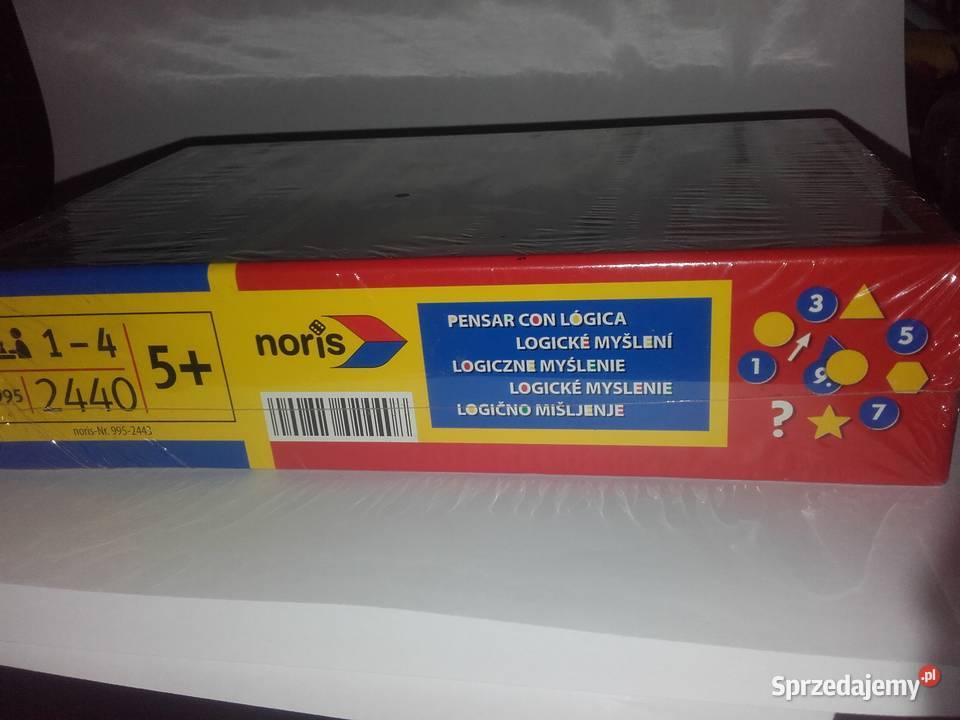 1 - 4
5+
995
2440
noris-Nr. 995-2443
noris
PENSAR CON LÓGICA
LOGICKÉ MYŠLENÍ
LOGICZNE MYŚLENIE
LOGICKÉ MYSLENIE
LOGIČNO MIŠLJENJE
3
5
1
9.
?
7
Sprzedajemy.pl